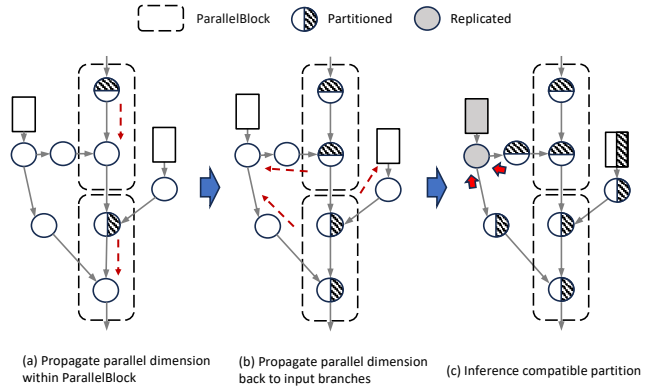 ParallelBlock
Partitioned
Replicated
(a) Propagate parallel dimension
within ParallelBlock
(b) Propagate parallel dimension
back to input branches
(c) Inference compatible partition